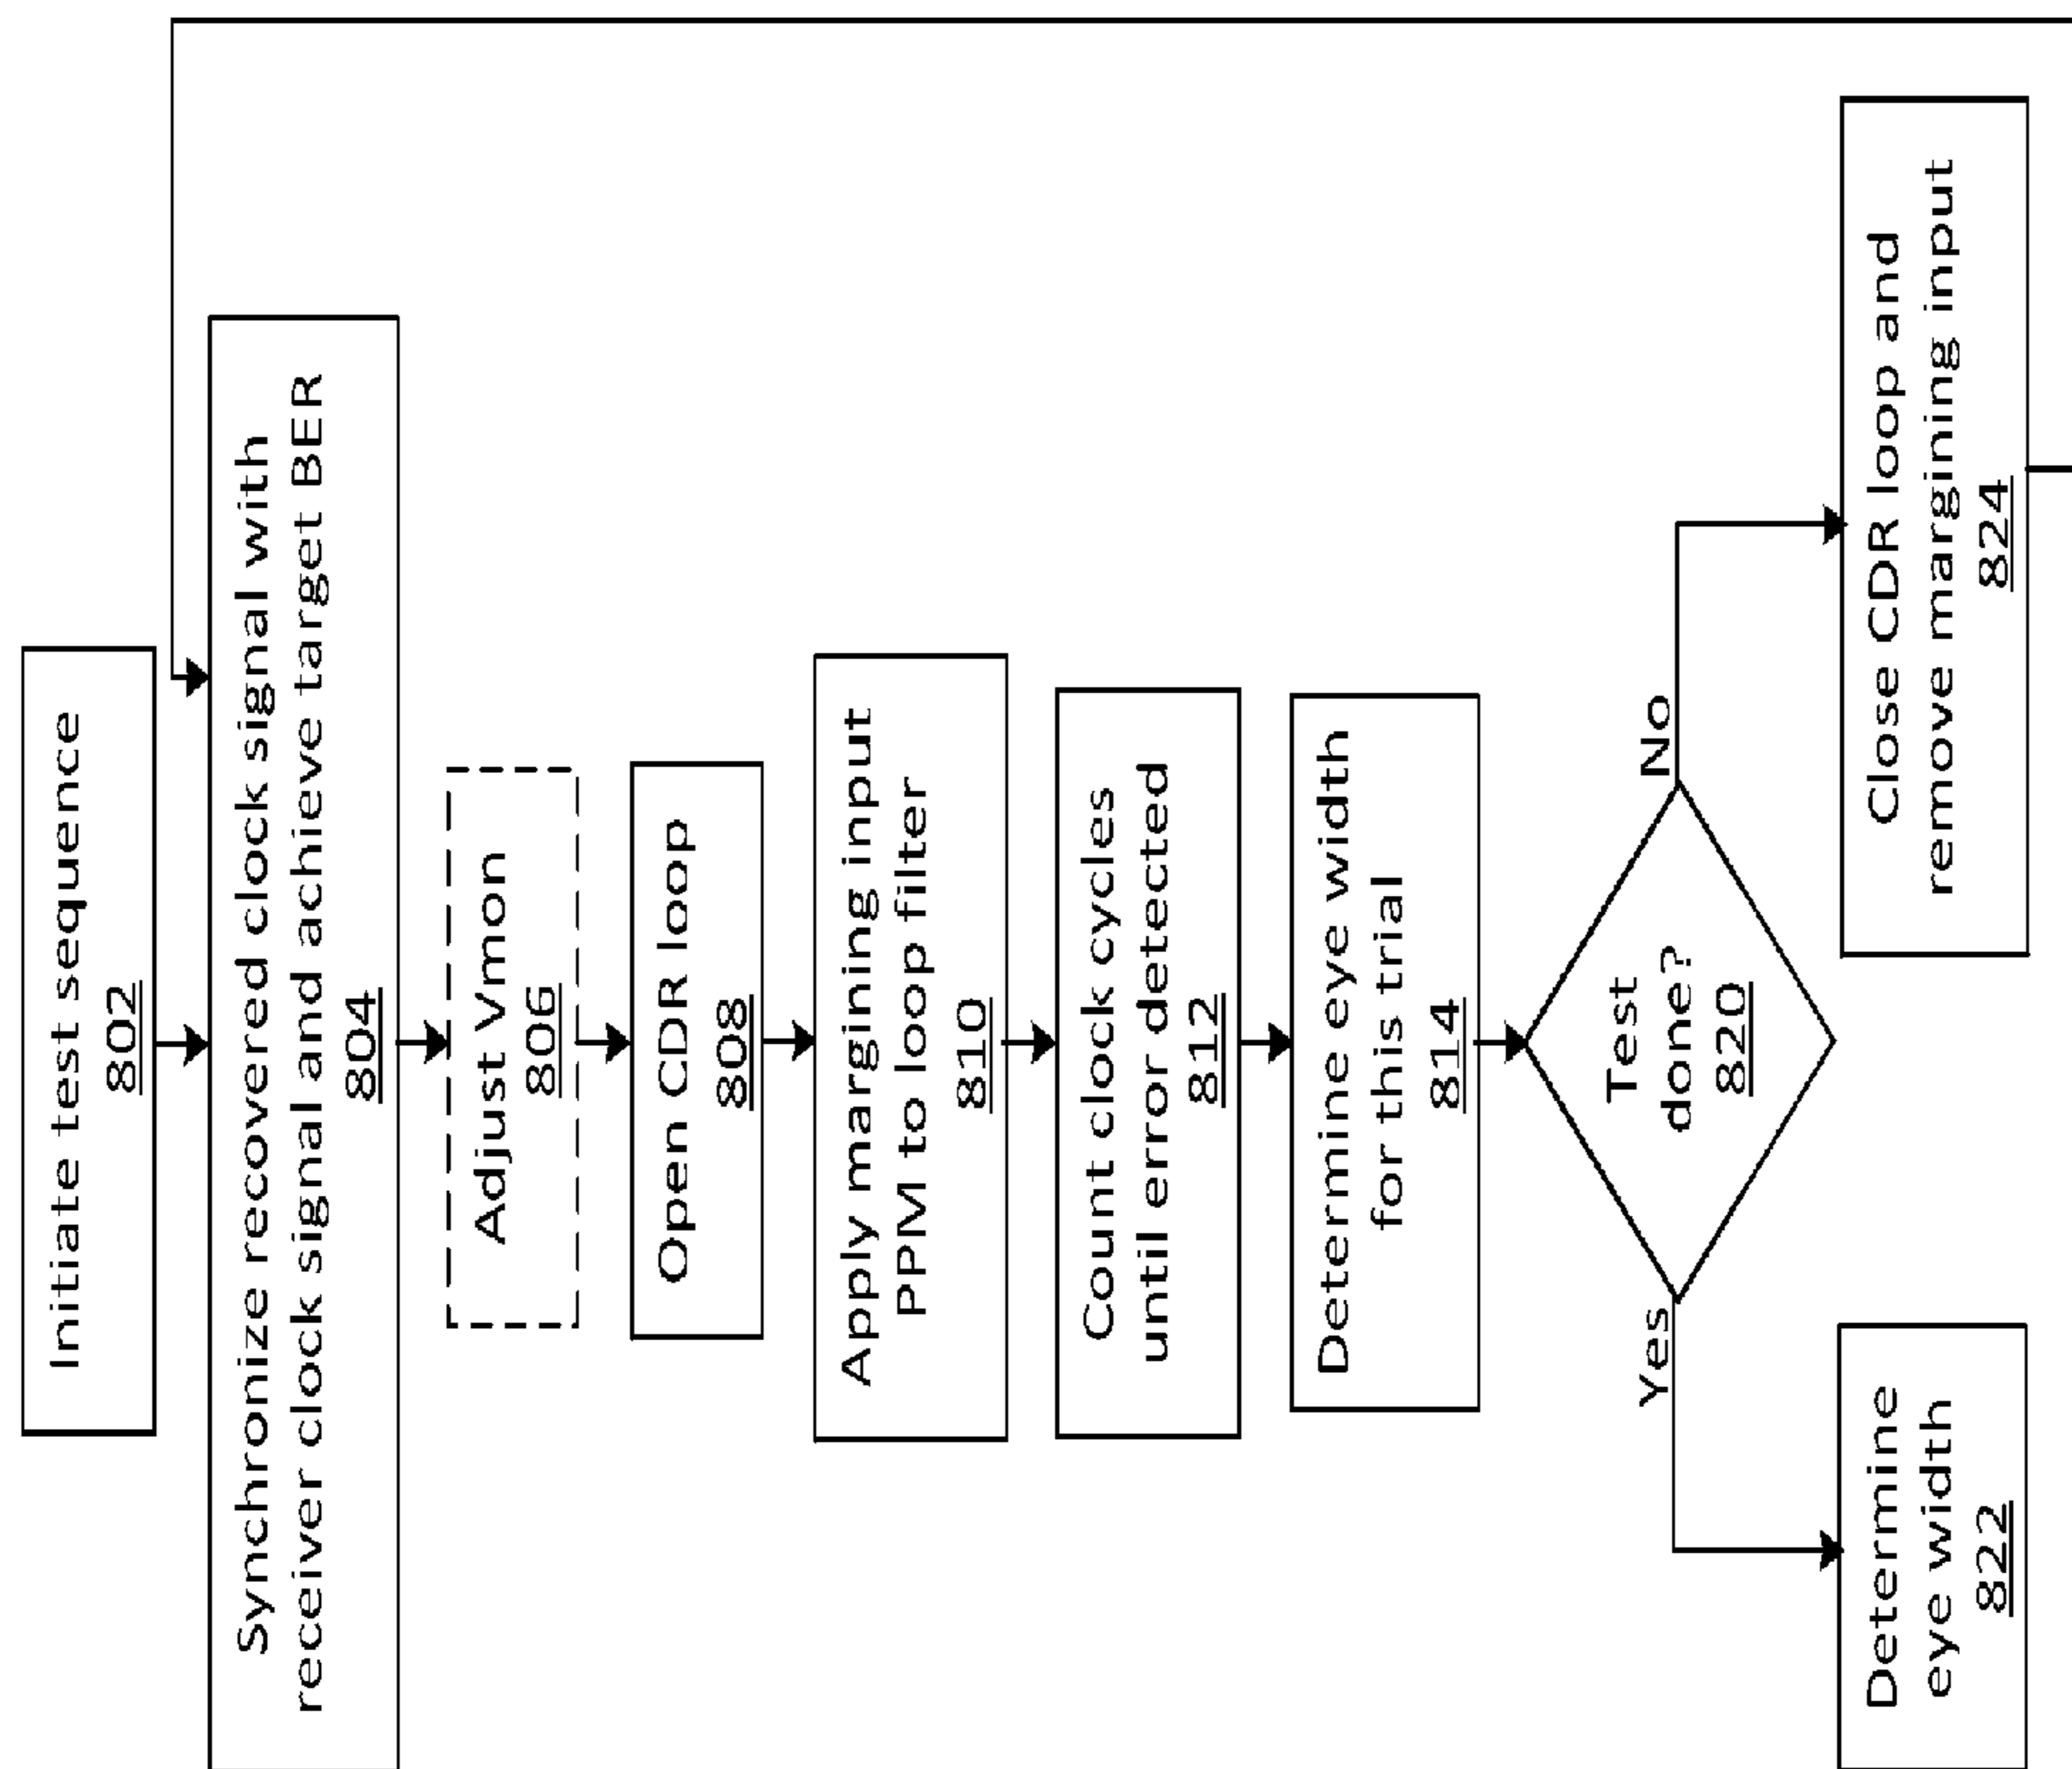 Initiate test sequence
802
Synchronize recovered clock signal with
receiver clock signal and achieve target BER
804
Adjust Vmon
806
Open CDR loop
808
Apply margining input
PPM to loop filter
810
Count clock cycles
until error detected
812
Determine eye width
for this trial
814
Test
done?
820
Yes
No
Determine
eye width
822
Close CDR loop and
remove margining input
824